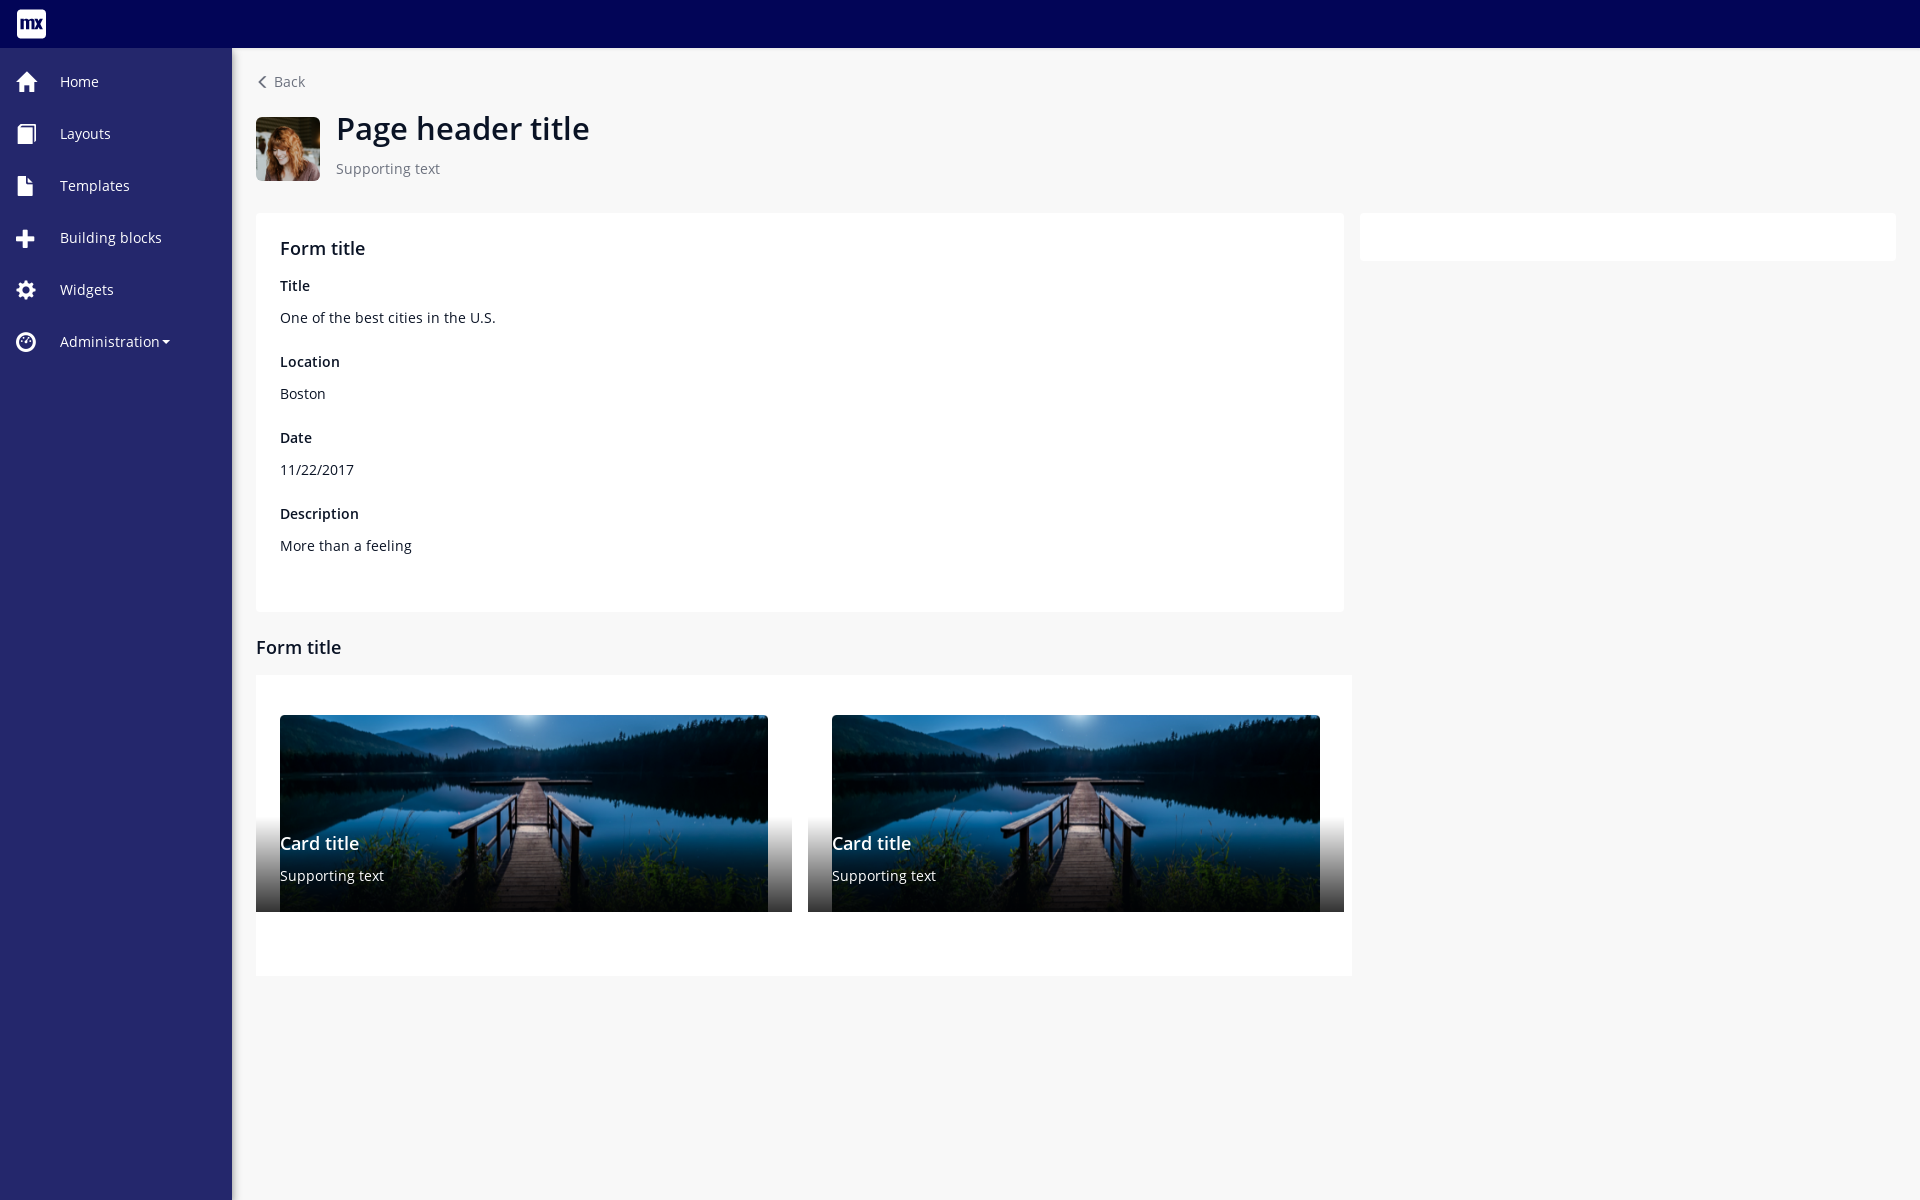 mx
Home
Layouts
Templates
Building blocks
Widgets
Administration
Back
Page header title
Supporting text
Form title
Title
One of the best cities in the U.S.
Location
Boston
Date
11/22/2017
Description
More than a feeling
Form title
Card title
Supporting text
Card title
Supporting text